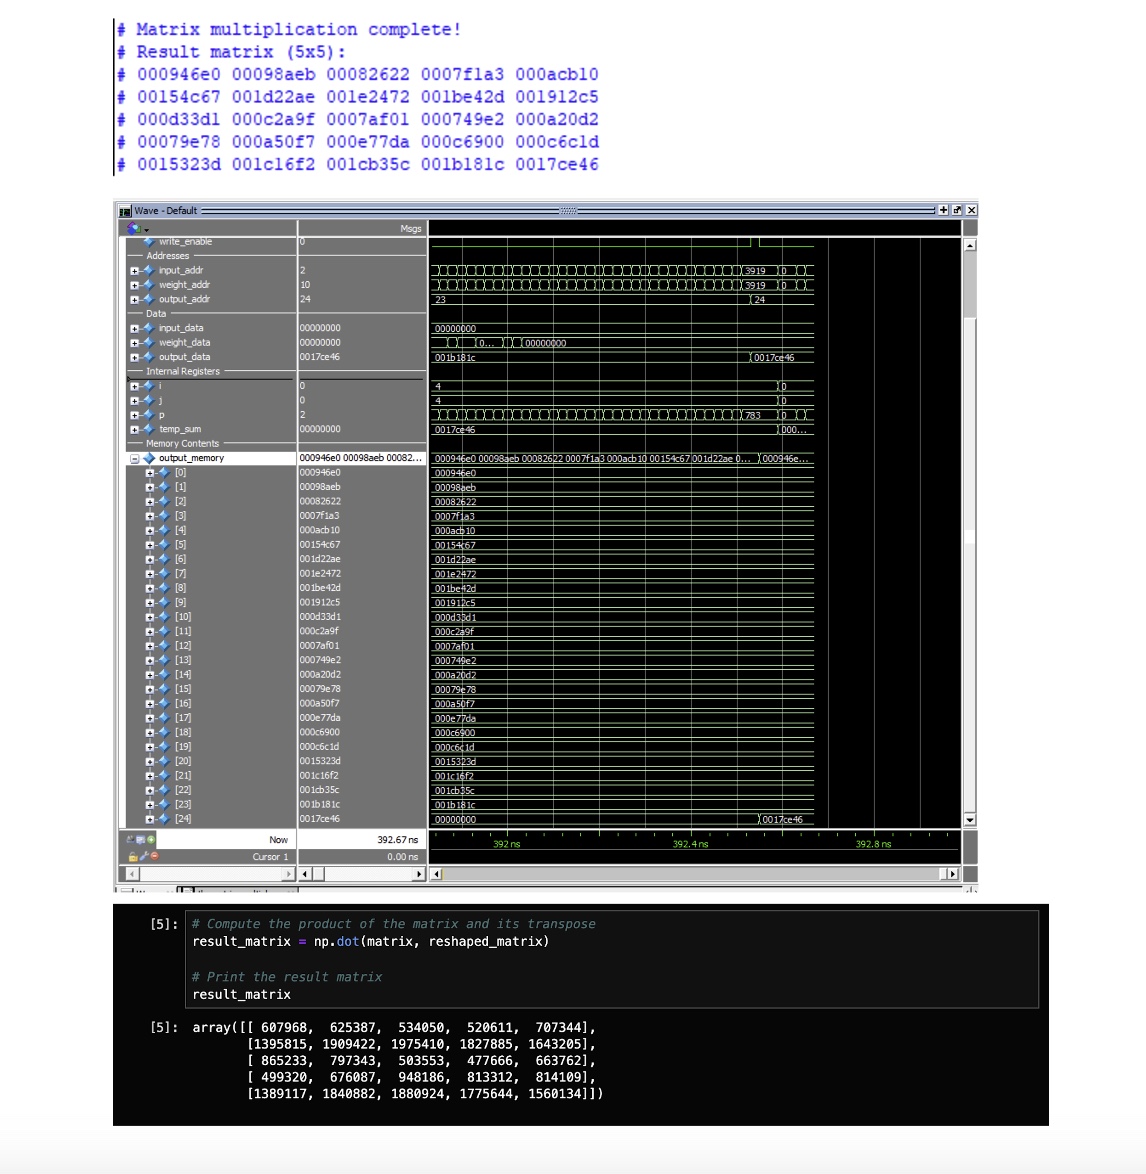 # Matrix multiplication complete!
# Result matrix (5x5):
# 000946e0 00098aeb 00082622 0007f1a3 000acb10
# 00154c67 001d22ae 001e2472 001be42d 001912c5
# 000d33d1 000c2a9f 0007af01 000749e2 000a20d2
# 00079e78 000a50f7 000e77da 000c6900 000c6c1d
# 0015323d 001c16f2 001cb35c 001b181c 0017ce46
Wave - Default
Msgs
write_enable 0
Addresses
input_addr 2 3919 0
weight_addr 10 3919 0
output_addr 24 23 24
Data
input_data 00000000 00000000
weight_data 00000000 0... 00000000
output_data 0017ce46 001b181c 0017ce46
Internal Registers
i 0 4 0
j 0 4 0
p 2 783 0
temp_sum 00000000 0017ce46 000...
Memory Contents
output_memory 000946e0 00098aeb 00082... 000946e0 00098aeb 00082622 0007f1a3 000acb10 00154c67 001d22ae 0... 000946e...
[0] 000946e0 000946e0
[1] 00098aeb 00098aeb
[2] 00082622 00082622
[3] 0007f1a3 0007f1a3
[4] 000acb10 000acb10
[5] 00154c67 00154c67
[6] 001d22ae 001d22ae
[7] 001e2472 001e2472
[8] 001be42d 001be42d
[9] 001912c5 001912c5
[10] 000d33d1 000d33d1
[11] 000c2a9f 000c2a9f
[12] 0007af01 0007af01
[13] 000749e2 000749e2
[14] 000a20d2 000a20d2
[15] 00079e78 00079e78
[16] 000a50f7 000a50f7
[17] 000e77da 000e77da
[18] 000c6900 000c6900
[19] 000c6c1d 000c6c1d
[20] 0015323d 0015323d
[21] 001c16f2 001c16f2
[22] 001cb35c 001cb35c
[23] 001b181c 001b181c
[24] 0017ce46 00000000 0017ce46
Now 392.67 ns 392 ns 392.4 ns 392.8 ns
Cursor 1 0.00 ns
[5]: # Compute the product of the matrix and its transpose
result_matrix = np.dot(matrix, reshaped_matrix)
# Print the result matrix
result_matrix
[5]: array([[ 607968, 625387, 534050, 520611, 707344],
[1395815, 1909422, 1975410, 1827885, 1643205],
[ 865233, 797343, 503553, 477666, 663762],
[ 499320, 676087, 948186, 813312, 814109],
[1389117, 1840882, 1880924, 1775644, 1560134]])